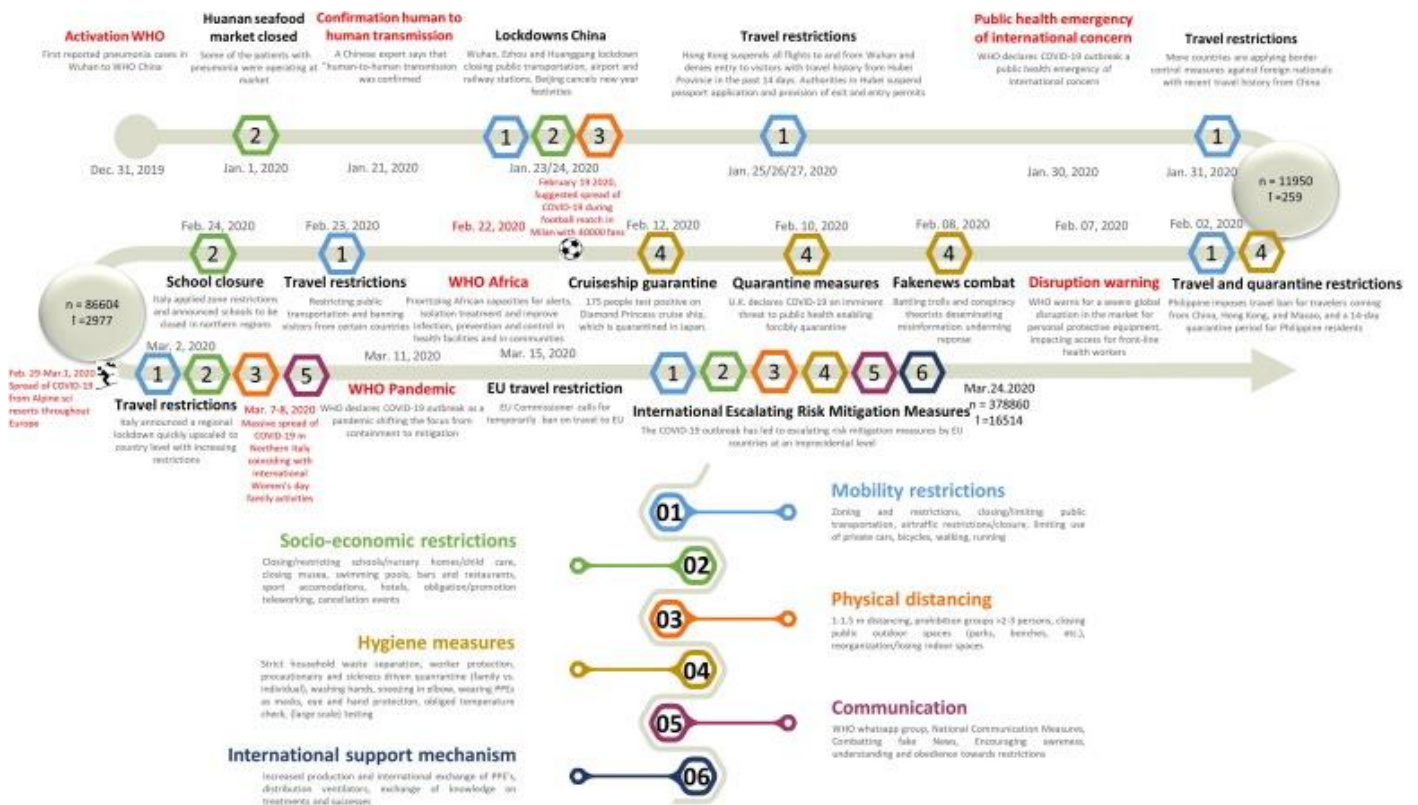 Activation WHO
First reported pneumonia cases in
Wuhan to WHO China
Dec. 31, 2019
Huanan seafood
market closed
Some of the patients with
pneumonia were operating at
market
2
Jan. 1, 2020
Confirmation human to
human transmission
A Chinese expert says that
"human-to-human transmission
was confirmed
Jan. 21, 2020
Lockdowns China
Wuhan, Ezhou and Huanggang lockdown
closing public transportation, airport and
railway stations. Beijing cancels new year
festivities
1
2
3
Jan. 23/24, 2020
Travel restrictions
Hong Kong suspends all flights to and from Wuhan and
denies entry to visitors with travel history from Hubei
Province in the past 14 days. Authorities in Hubei suspend
passport application and provision of exit and entry permits
1
Jan. 25/26/27, 2020
Public health emergency
of international concern
WHO declares COVID-19 outbreak a
public health emergency of
international concern
Jan. 30, 2020
Travel restrictions
More countries are applying border
control measures against foreign nationals
with recent travel history from China
1
Jan. 31, 2020
n = 11950
† =259
Feb. 24, 2020
2
School closure
Italy applied zone restrictions
and announced schools to be
closed in northern regions
Feb. 23, 2020
1
Travel restrictions
Restricting public
transportation and banning
visitors from certain countries
Feb. 22, 2020
WHO Africa
Prioritizing African capacities for alerts,
isolation treatment and improve
infection, prevention and control in
health facilities and in communities
February 19 2020,
Suggested spread of
COVID-19 during
football match in
Milan with 40000 fans
Feb. 12, 2020
4
Cruiseship guarantine
175 people test positive on
Diamond Princess cruise ship,
which is quarantined in Japan.
Feb. 10, 2020
4
Quarantine measures
U.K. declares COVID-19 an imminent
threat to public health enabling
forcibly quarantine
Feb. 08, 2020
4
Fakenews combat
Battling trolls and conspiracy
theorists deseminating
misinformation underming
reponse
Feb. 07, 2020
Disruption warning
WHO warns for a severe global
disruption in the market for
personal protective equipment,
impacting access for front-line
health workers
Feb. 02, 2020
1
4
Travel and quarantine restrictions
Philippine imposes travel ban for travelers coming
from China, Hong Kong, and Macao, and a 14-day
quarantine period for Philippine residents
n = 86604
† =2977
Feb. 29-Mar.1, 2020
Spread of COVID-19
from Alpine sci
resorts throughout
Europe
Mar, 2, 2020
1
2
3
5
Travel restrictions
Italy announced a regional
lockdown quickly upscaled to
country level with increasing
restrictions
Mar. 7-8, 2020
Massive spread of
COVID-19 in
Northern Italy
coinciding with
International
Women's day
family activities
Mar. 11, 2020
WHO Pandemic
WHO declares COVID-19 outbreak as a
pandemic shifting the focus from
containment to mitigation
Mar. 15, 2020
EU travel restriction
EU Commissioner calls for
temporarily ban on travel to EU
1
2
3
4
5
6
International Escalating Risk Mitigation Measures
The COVID-19 outbreak has led to escalating risk mitigation measures by EU
countries at an imprecidental level
Mar.24.2020
n = 378860
† =16514
01
Mobility restrictions
Zoning and restrictions, closing/limiting public
transportation, airtraffic restrictions/closure, limiting use
of private cars, bicycles, walking, running
Socio-economic restrictions
Closing/restricting schools/nursery homes/child care,
closing musea, swimming pools, bars and restaurants,
sport accomodations, hotels, obligation/promotion
teleworking, cancellation events
02
03
Physical distancing
1-1.5 m distancing, prohibition groups >2-3 persons, closing
public outdoor spaces (parks, benches, etc.),
reorganization/losing indoor spaces
Hygiene measures
Strict household waste separation, worker protection,
precautionary and sickness driven quanrantine (family vs.
individual), washing hands, sneezing in elbow, wearing PPEs
as masks, eye and hand protection, obliged temperature
check, (large scale) testing
04
05
Communication
WHO whatsapp group, National Communication Measures,
Combatting fake News, Encouraging awreness,
understanding and obedience towards restrictions
International support mechanism
Increased production and international exchange of PPE's,
distribution ventilators, exchange of knowledge on
treatments and successes
06